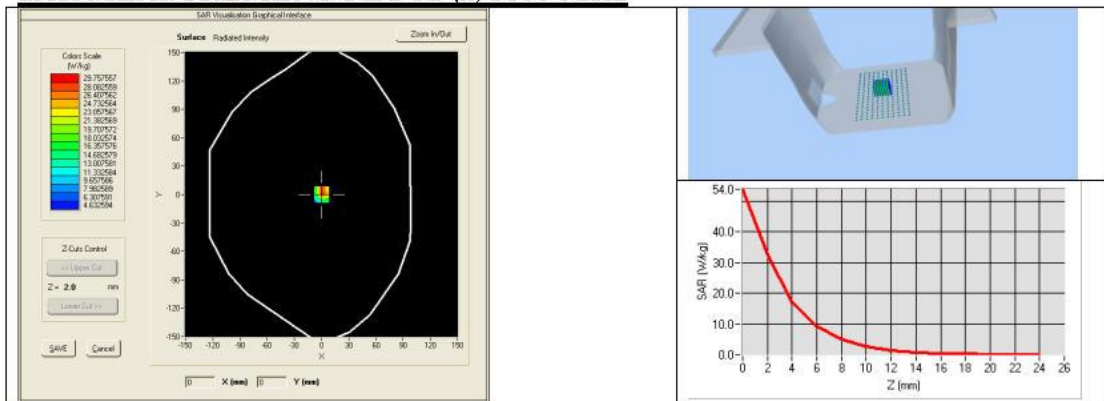 SAR Visualisation Graphical Interface
Surface Radiated Intensity
Zoom In/Out
Colors Scale
(W/kg)
29.757557
28.082559
26.407562
24.732564
23.057567
21.382569
19.707572
18.032574
16.357576
14.682579
13.007581
11.332584
9.657586
7.982589
6.307591
4.632594
150-
120-
90-
60-
30-
0-
-30-
-60-
-90-
-120-
-150-
Y
-150 -120 -90 -60 -30 0 30 60 90 120 150
X
Z-Cuts Control
<< Upper Cut
Z = 2.0 mm
Lower Cut >>
SAVE Cancel
0 X (mm) 0 Y (mm)
54.0-
40.0-
30.0-
20.0-
10.0-
0.0-
SAR (W/kg)
0 2 4 6 8 10 12 14 16 18 20 22 24 26
Z (mm)